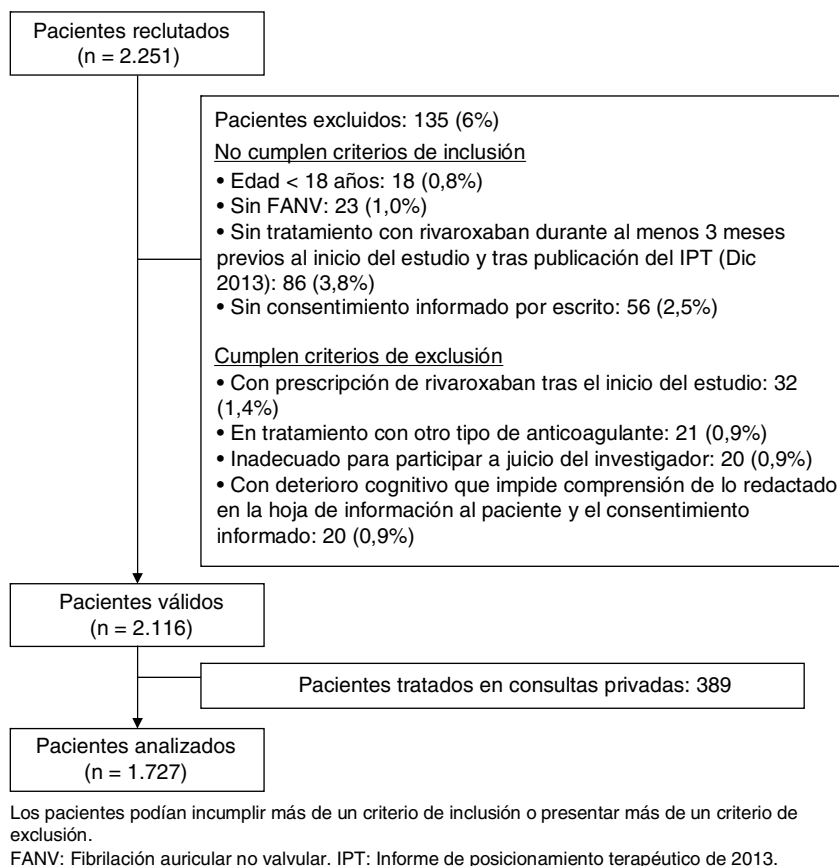 Pacientes reclutados
(n = 2.251)
Pacientes excluidos: 135 (6%)
No cumplen criterios de inclusión
• Edad < 18 años: 18 (0,8%)
• Sin FANV: 23 (1,0%)
• Sin tratamiento con rivaroxaban durante al menos 3 meses
previos al inicio del estudio y tras publicación del IPT (Dic
2013): 86 (3,8%)
• Sin consentimiento informado por escrito: 56 (2,5%)
Cumplen criterios de exclusión
• Con prescripción de rivaroxaban tras el inicio del estudio: 32
(1,4%)
• En tratamiento con otro tipo de anticoagulante: 21 (0,9%)
• Inadecuado para participar a juicio del investigador: 20 (0,9%)
• Con deterioro cognitivo que impide comprensión de lo redactado
en la hoja de información al paciente y el consentimiento
informado: 20 (0,9%)
Pacientes válidos
(n = 2.116)
Pacientes tratados en consultas privadas: 389
Pacientes analizados
(n = 1.727)
Los pacientes podían incumplir más de un criterio de inclusión o presentar más de un criterio de
exclusión.
FANV: Fibrilación auricular no valvular. IPT: Informe de posicionamiento terapéutico de 2013.